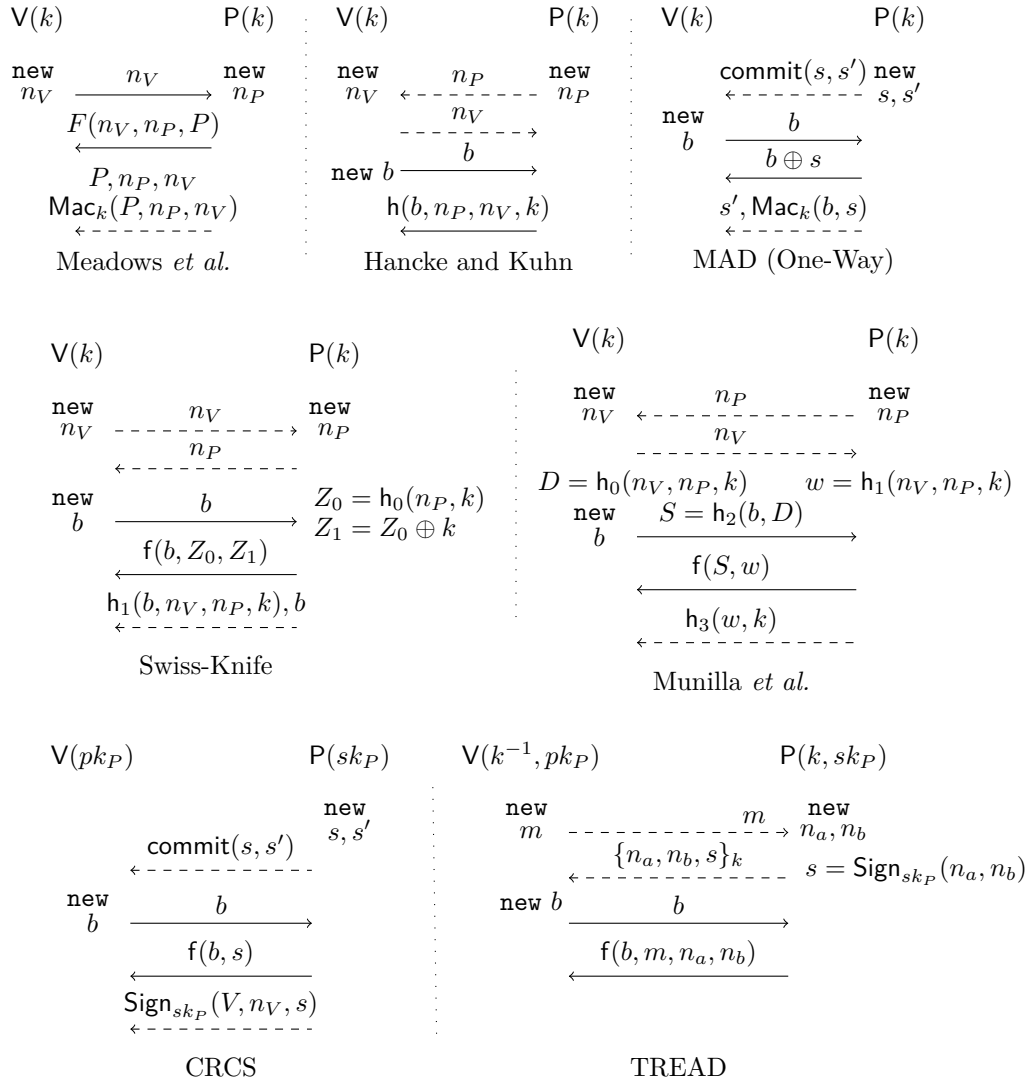 V(k) P(k)
new n_V new
n_V n_P
F(n_V, n_P, P)
P, n_P, n_V
Mac_k(P, n_P, n_V)
Meadows et al.
V(k) P(k)
new n_P new
n_V n_P
n_V
new b b
h(b, n_P, n_V, k)
Hancke and Kuhn
V(k) P(k)
commit(s, s′) new
s, s′
new
b b
b ⊕ s
s′, Mac_k(b, s)
MAD (One-Way)
V(k) P(k)
new n_V new
n_V n_P
n_P
new
b b
Z_0 = h_0(n_P, k)
Z_1 = Z_0 ⊕ k
f(b, Z_0, Z_1)
h_1(b, n_V, n_P, k), b
Swiss-Knife
V(k) P(k)
new n_P new
n_V n_P
n_V
D = h_0(n_V, n_P, k) w = h_1(n_V, n_P, k)
new S = h_2(b, D)
b
f(S, w)
h_3(w, k)
Munilla et al.
V(pk_P) P(sk_P)
new
s, s′
commit(s, s′)
new
b b
f(b, s)
Sign_{sk_P}(V, n_V, s)
CRCS
V(k^{-1}, pk_P) P(k, sk_P)
new m new
m n_a, n_b
{n_a, n_b, s}_k
s = Sign_{sk_P}(n_a, n_b)
new b b
f(b, m, n_a, n_b)
TREAD